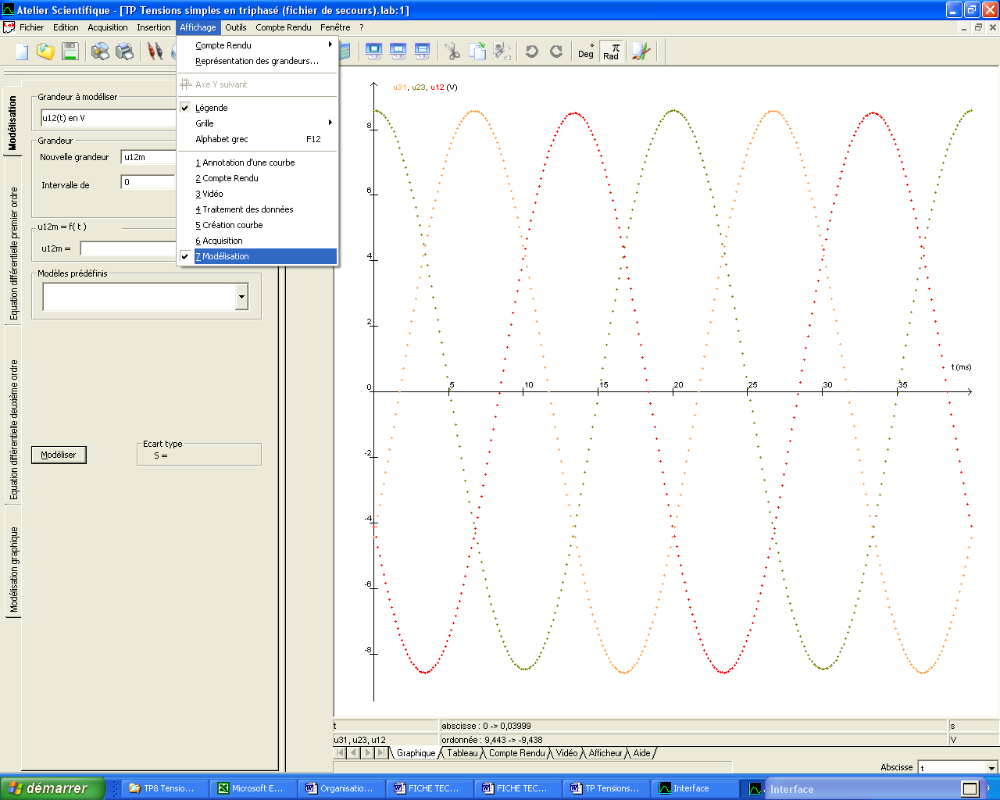 Atelier Scientifique - [TP Tensions simples en triphasé (fichier de secours).lab:1]
Fichier Edition Acquisition Insertion Affichage Outils Compte Rendu Fenêtre ?
Deg π Rad
Compte Rendu
Représentation des grandeurs...
Axe Y suivant
Légende
Grille
Alphabet grec F12
1 Annotation d'une courbe
2 Compte Rendu
3 Vidéo
4 Traitement des données
5 Création courbe
6 Acquisition
7 Modélisation
Modélisation
Equation différentielle premier ordre
Equation différentielle deuxième ordre
Modélisation graphique
Grandeur à modéliser
u12(t) en V
Grandeur
Nouvelle grandeur u12m
Intervalle de 0
u12m = f( t )
u12m =
Modèles prédéfinis
Modéliser
Ecart type
S =
u31, u23, u12 (V)
8
6
4
2
0
-2
-4
-6
-8
5 10 15 20 25 30 35
t (ms)
t abscisse : 0 -> 0,03999 s
u31, u23, u12 ordonnée : 9,443 -> -9,438 V
Graphique Tableau Compte Rendu Vidéo Afficheur Aide
Abscisse t
démarrer TP8 Tensio... Microsoft E... Organisatio... FICHE TEC... FICHE TEC... TP Tensions... Interface Interface